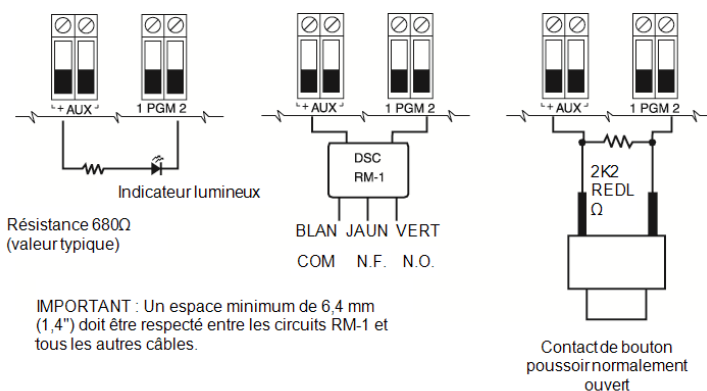 + AUX
1 PGM 2
Indicateur lumineux
Résistance 680Ω
(valeur typique)
+ AUX
1 PGM 2
DSC
RM-1
BLAN JAUN VERT
COM N.F. N.O.
IMPORTANT : Un espace minimum de 6,4 mm
(1,4") doit être respecté entre les circuits RM-1 et
tous les autres câbles.
+ AUX
1 PGM 2
2K2
REDL
Ω
Contact de bouton
poussoir normalement
ouvert